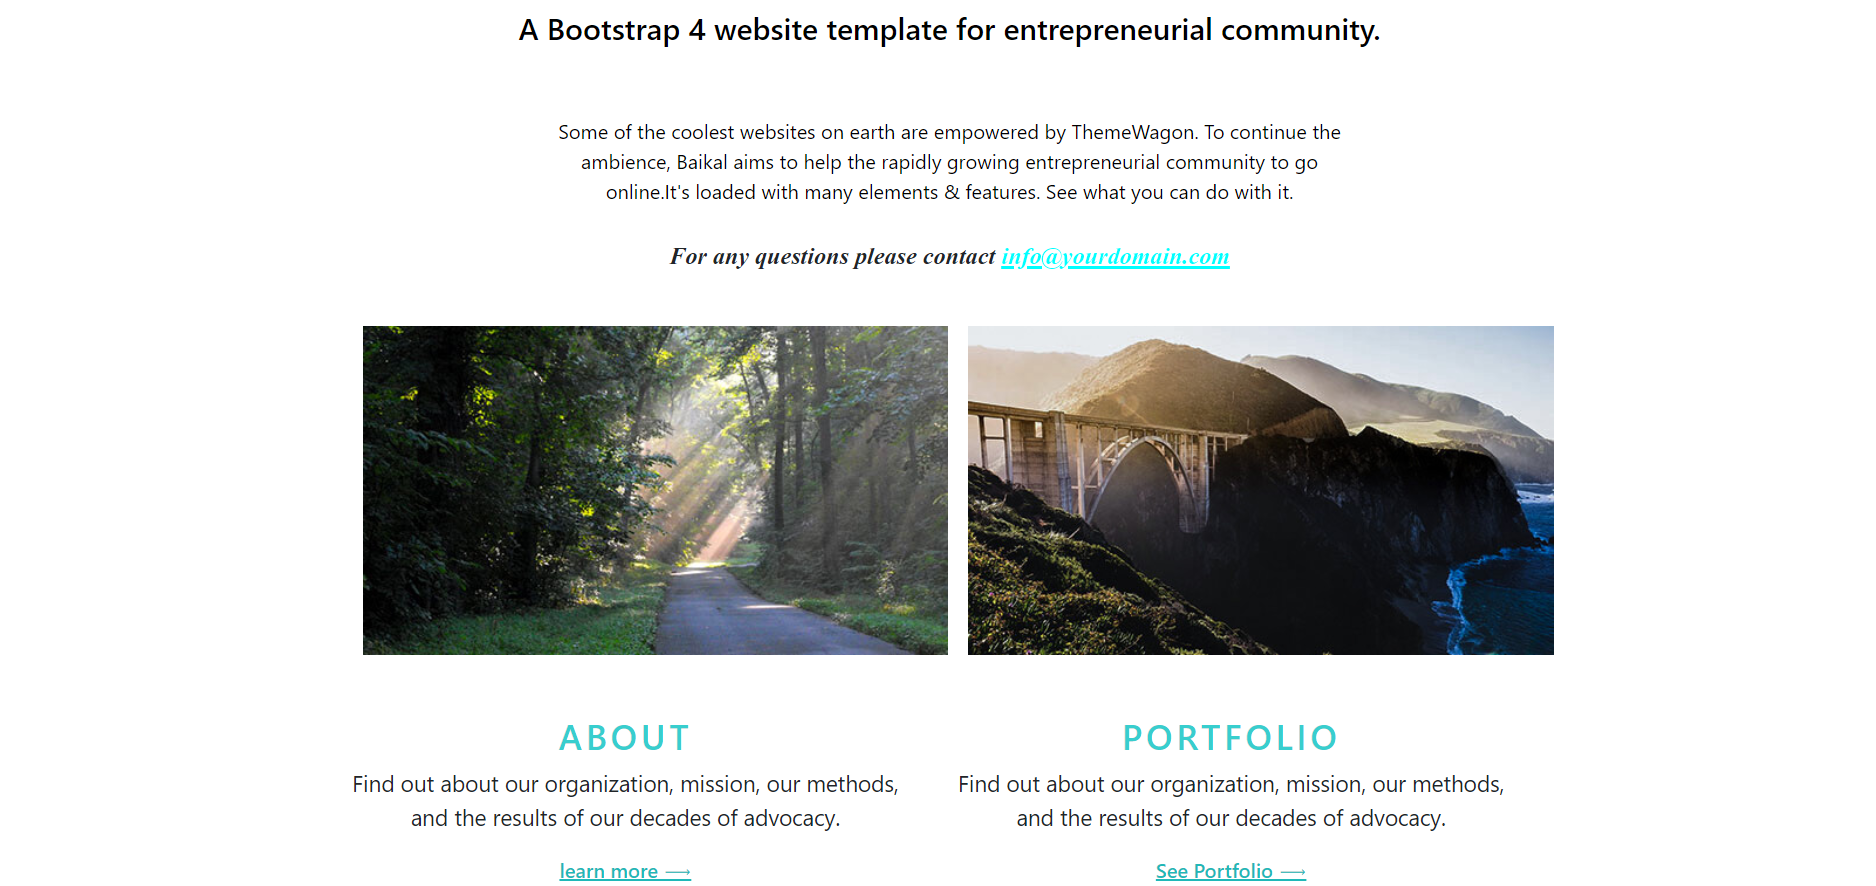 A Bootstrap 4 website template for entrepreneurial community.
Some of the coolest websites on earth are empowered by ThemeWagon. To continue the
ambience, Baikal aims to help the rapidly growing entrepreneurial community to go
online.It's loaded with many elements & features. See what you can do with it.
For any questions please contact info@yourdomain.com
ABOUT
Find out about our organization, mission, our methods,
and the results of our decades of advocacy.
learn more ⟶
PORTFOLIO
Find out about our organization, mission, our methods,
and the results of our decades of advocacy.
See Portfolio ⟶